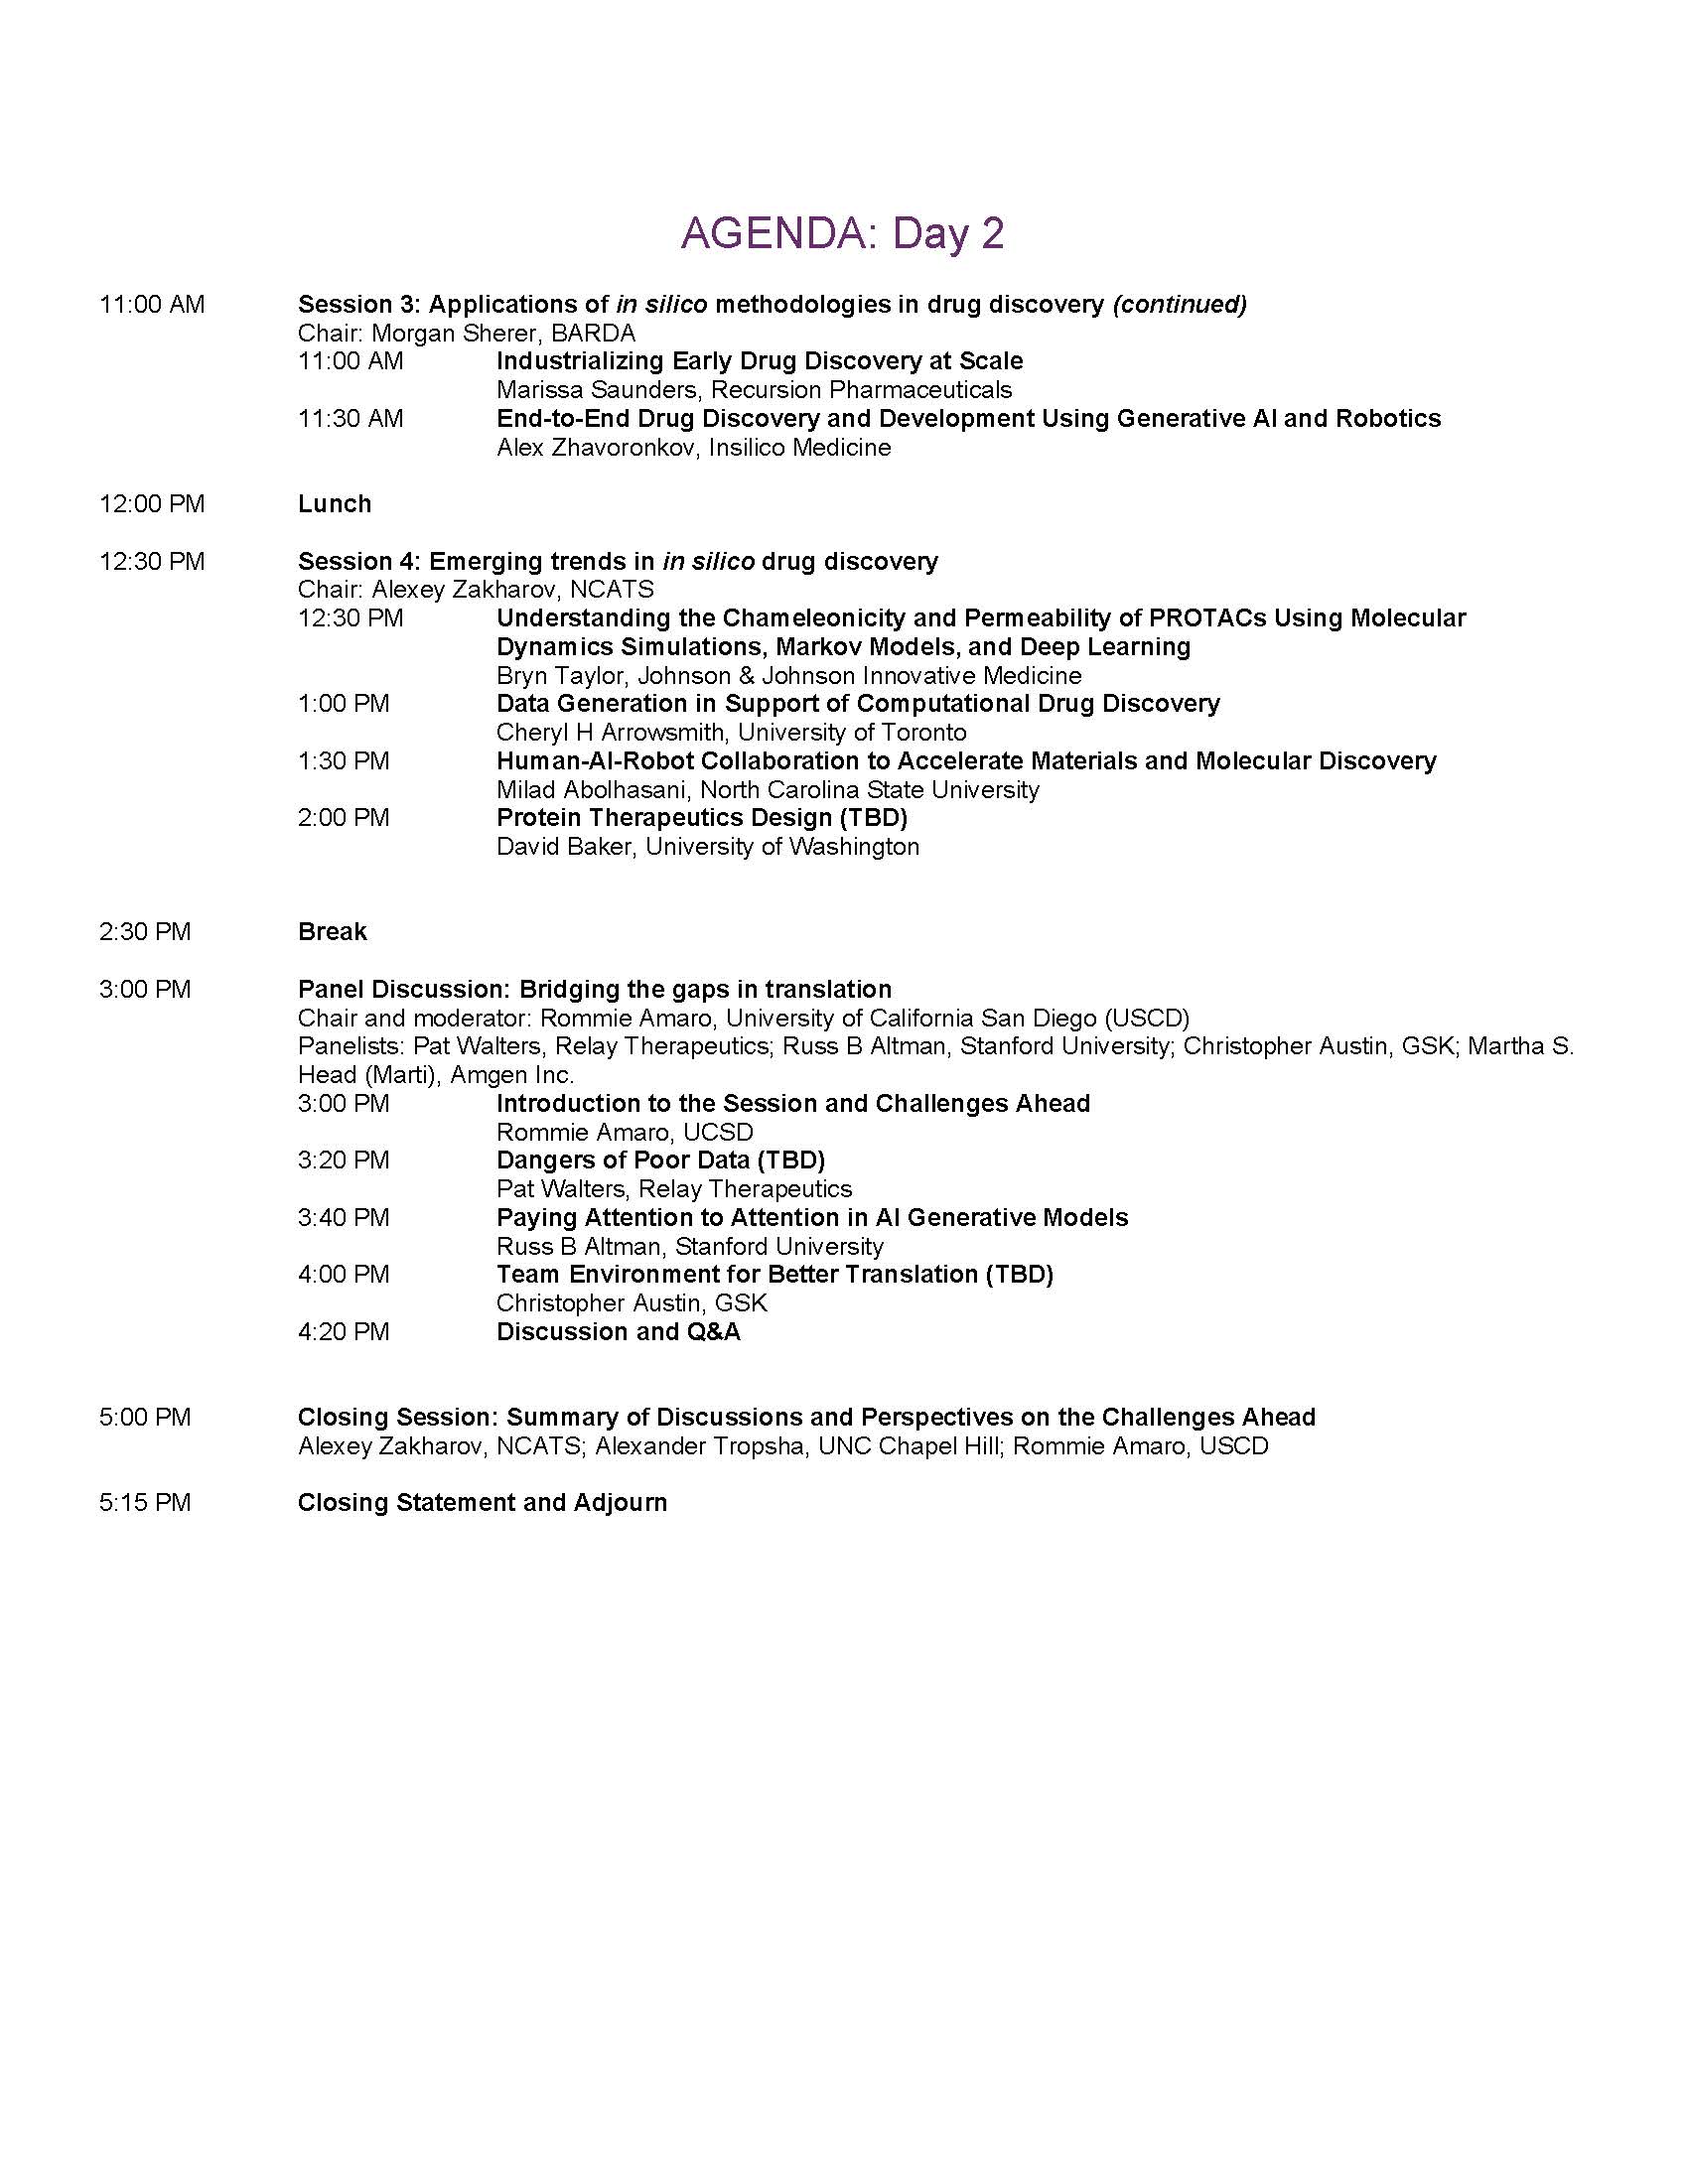 AGENDA: Day 2
11:00 AM Session 3: Applications of in silico methodologies in drug discovery (continued)
Chair: Morgan Sherer, BARDA
11:00 AM Industrializing Early Drug Discovery at Scale
Marissa Saunders, Recursion Pharmaceuticals
11:30 AM End-to-End Drug Discovery and Development Using Generative AI and Robotics
Alex Zhavoronkov, Insilico Medicine
12:00 PM Lunch
12:30 PM Session 4: Emerging trends in in silico drug discovery
Chair: Alexey Zakharov, NCATS
12:30 PM Understanding the Chameleonicity and Permeability of PROTACs Using Molecular
Dynamics Simulations, Markov Models, and Deep Learning
Bryn Taylor, Johnson & Johnson Innovative Medicine
1:00 PM Data Generation in Support of Computational Drug Discovery
Cheryl H Arrowsmith, University of Toronto
1:30 PM Human-AI-Robot Collaboration to Accelerate Materials and Molecular Discovery
Milad Abolhasani, North Carolina State University
2:00 PM Protein Therapeutics Design (TBD)
David Baker, University of Washington
2:30 PM Break
3:00 PM Panel Discussion: Bridging the gaps in translation
Chair and moderator: Rommie Amaro, University of California San Diego (USCD)
Panelists: Pat Walters, Relay Therapeutics; Russ B Altman, Stanford University; Christopher Austin, GSK; Martha S.
Head (Marti), Amgen Inc.
3:00 PM Introduction to the Session and Challenges Ahead
Rommie Amaro, UCSD
3:20 PM Dangers of Poor Data (TBD)
Pat Walters, Relay Therapeutics
3:40 PM Paying Attention to Attention in AI Generative Models
Russ B Altman, Stanford University
4:00 PM Team Environment for Better Translation (TBD)
Christopher Austin, GSK
4:20 PM Discussion and Q&A
5:00 PM Closing Session: Summary of Discussions and Perspectives on the Challenges Ahead
Alexey Zakharov, NCATS; Alexander Tropsha, UNC Chapel Hill; Rommie Amaro, USCD
5:15 PM Closing Statement and Adjourn